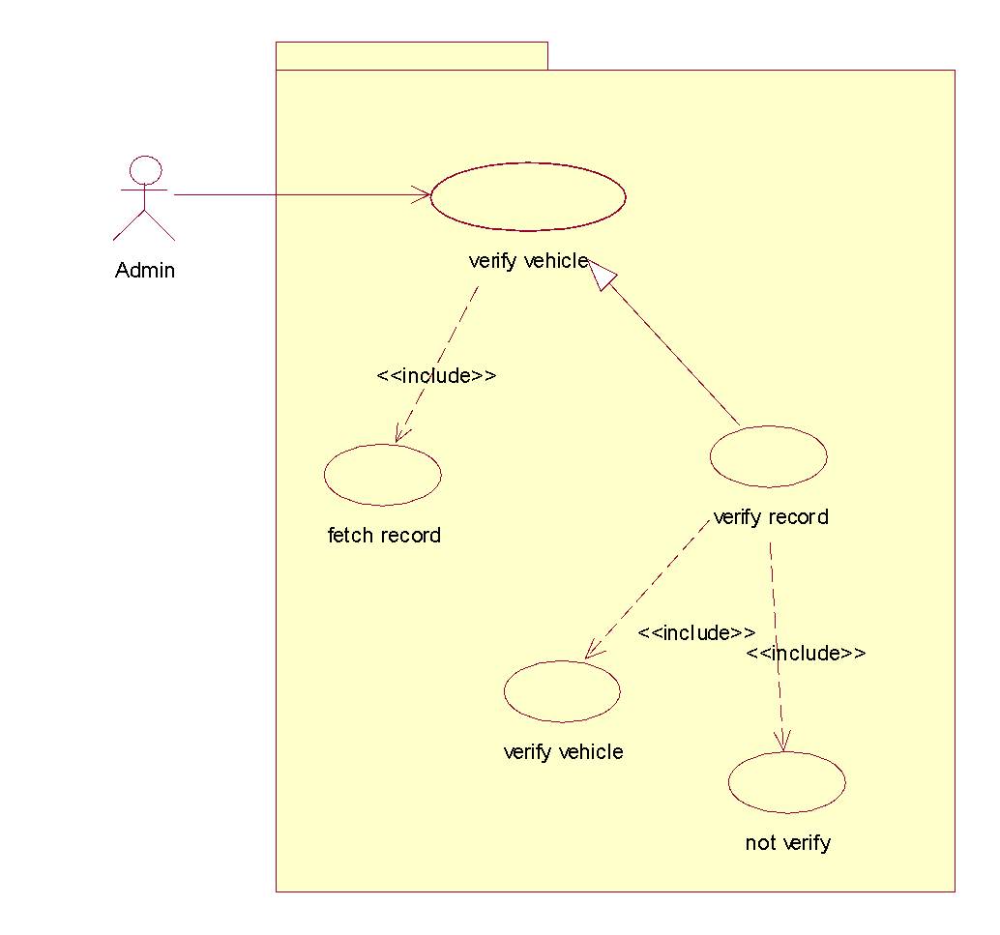 Admin
verify vehicle
<<include>>
fetch record
verify record
<<include>>
<<include>>
verify vehicle
not verify